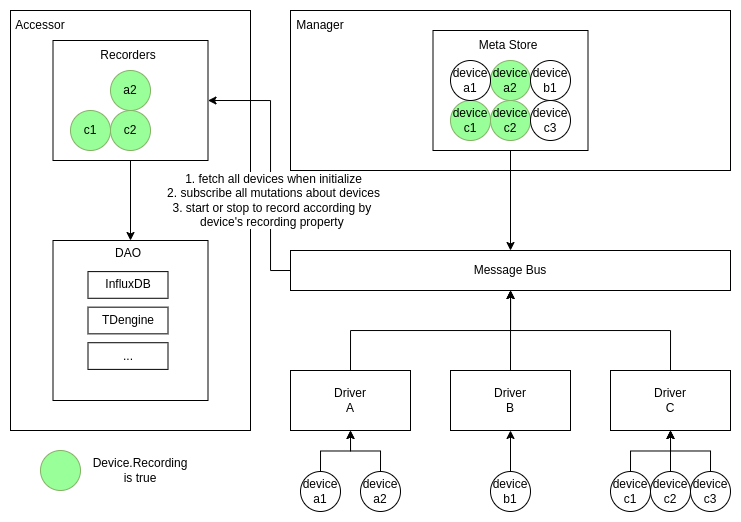 Accessor
Recorders
a2
c1
c2
Manager
Meta Store
device
a1
device
a2
device
b1
device
c1
device
c2
device
c3
1. fetch all devices when initialize
2. subscribe all mutations about devices
3. start or stop to record according by
device's recording property
DAO
InfluxDB
TDengine
...
Message Bus
Driver
A
Driver
B
Driver
C
Device.Recording
is true
device
a1
device
a2
device
b1
device
c1
device
c2
device
c3